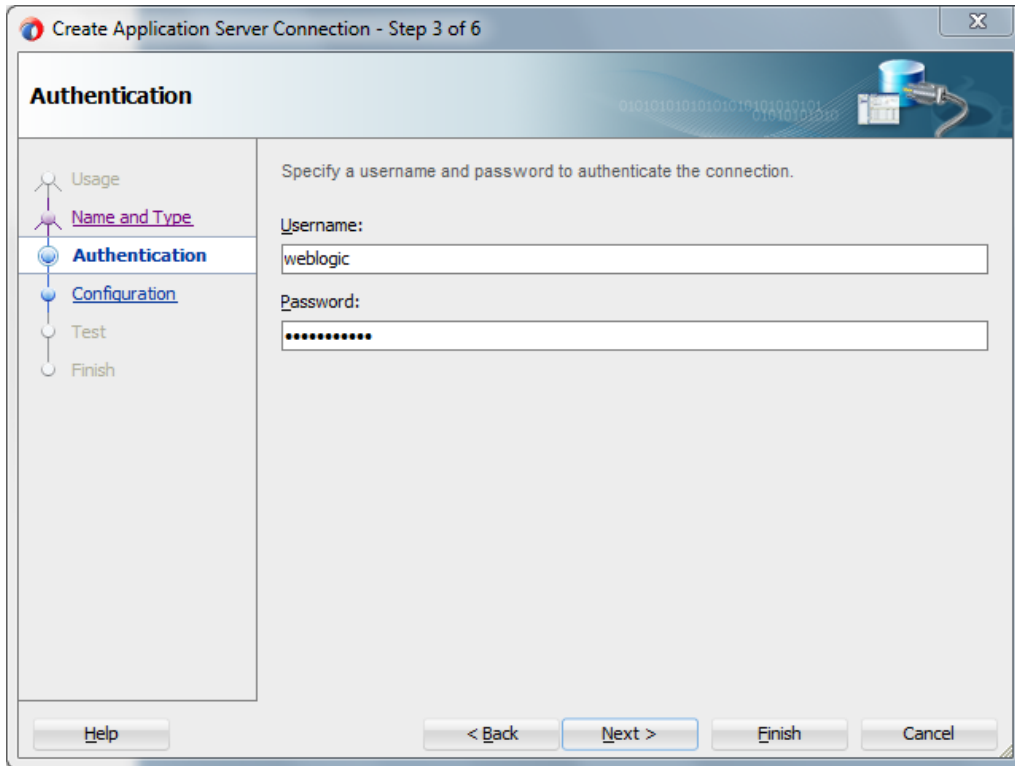 Create Application Server Connection - Step 3 of 6
Authentication
Usage
Name and Type
Authentication
Configuration
Test
Finish
Specify a username and password to authenticate the connection.
Username:
weblogic
Password:
•••••••••••
Help
< Back
Next >
Finish
Cancel